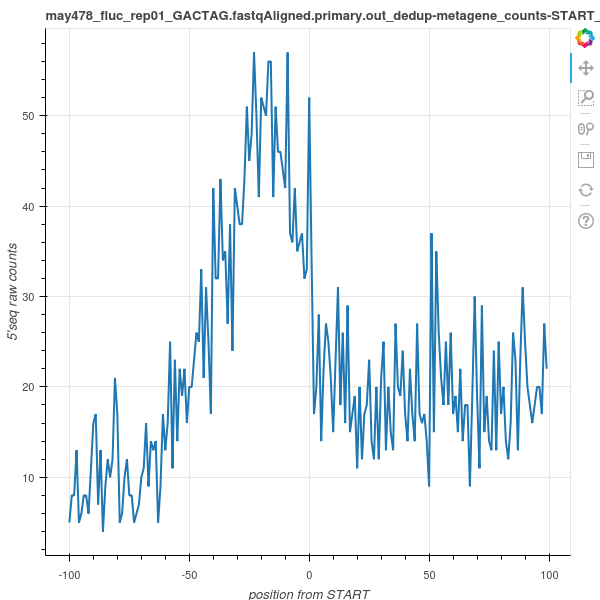 may478_fluc_rep01_GACTAG.fastqAligned.primary.out_dedup-metagene_counts-START_
50
40
30
20
10
5'seq raw counts
-100 -50 0 50 100
position from START